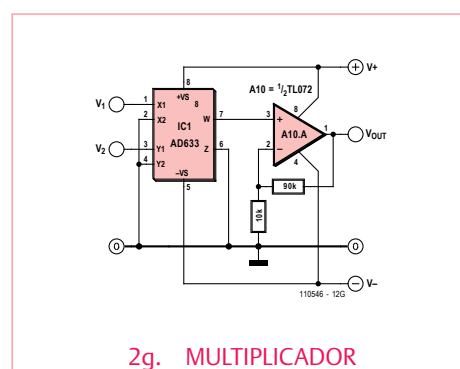 V+
8
A10 = 1/2TL072
V1
1
X1
+VS
8
2
X2
W
7
3
+
8
IC1
A10.A
1
VOUT
AD633
V2
3
Y1
Z
6
2
–
4
4
Y2
–VS
5
90k
10k
0
0
V–
110546 - 12G
2g. MULTIPLICADOR